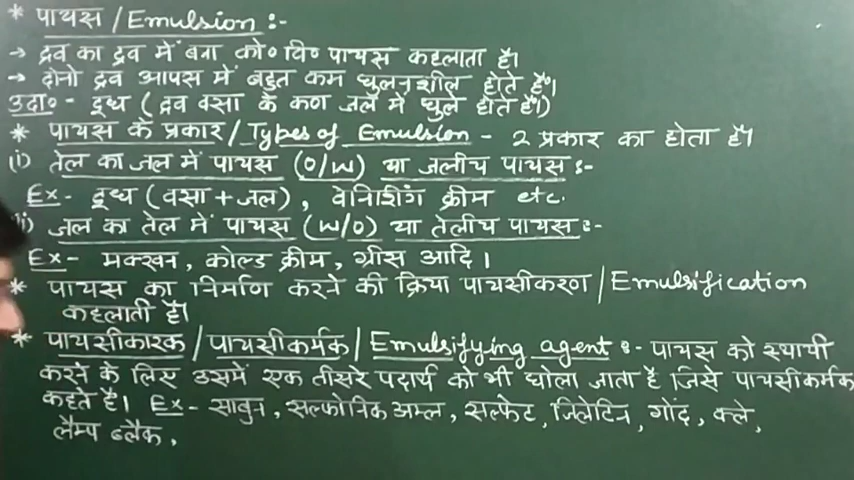 * पायस / Emulsion :-
→ द्रव का द्रव में बना को० वि० पायस कहलाता है।
→ दोनो द्रव आपस में बहुत कम घुलनशील होते हैं।
उदा० - दूध ( द्रव वसा के कण जल में घुले होते हैं।)
* पायस के प्रकार / Types of Emulsion - 2 प्रकार का होता है।
(i) तेल का जल में पायस (O/W) या जलीय पायस :-
Ex - दूध (वसा + जल), वेनिशिंग क्रीम etc.
(ii) जल का तेल में पायस (W/O) या तेलीय पायस :-
Ex - मक्खन, कोल्ड क्रीम, ग्रीस आदि।
* पायस का निर्माण करने की क्रिया पायसीकरण / Emulsification
कहलाती है।
* पायसीकारक / पायसीकर्मक / Emulsifying agent :- पायस को स्थायी
करने के लिए उसमें एक तीसरे पदार्थ को भी घोला जाता है जिसे पायसीकर्मक
कहते हैं। Ex - साबुन, सल्फोनिक अम्ल, सल्फेट, जिलेटिन, गोंद, क्ले,
लैम्प ब्लैक,